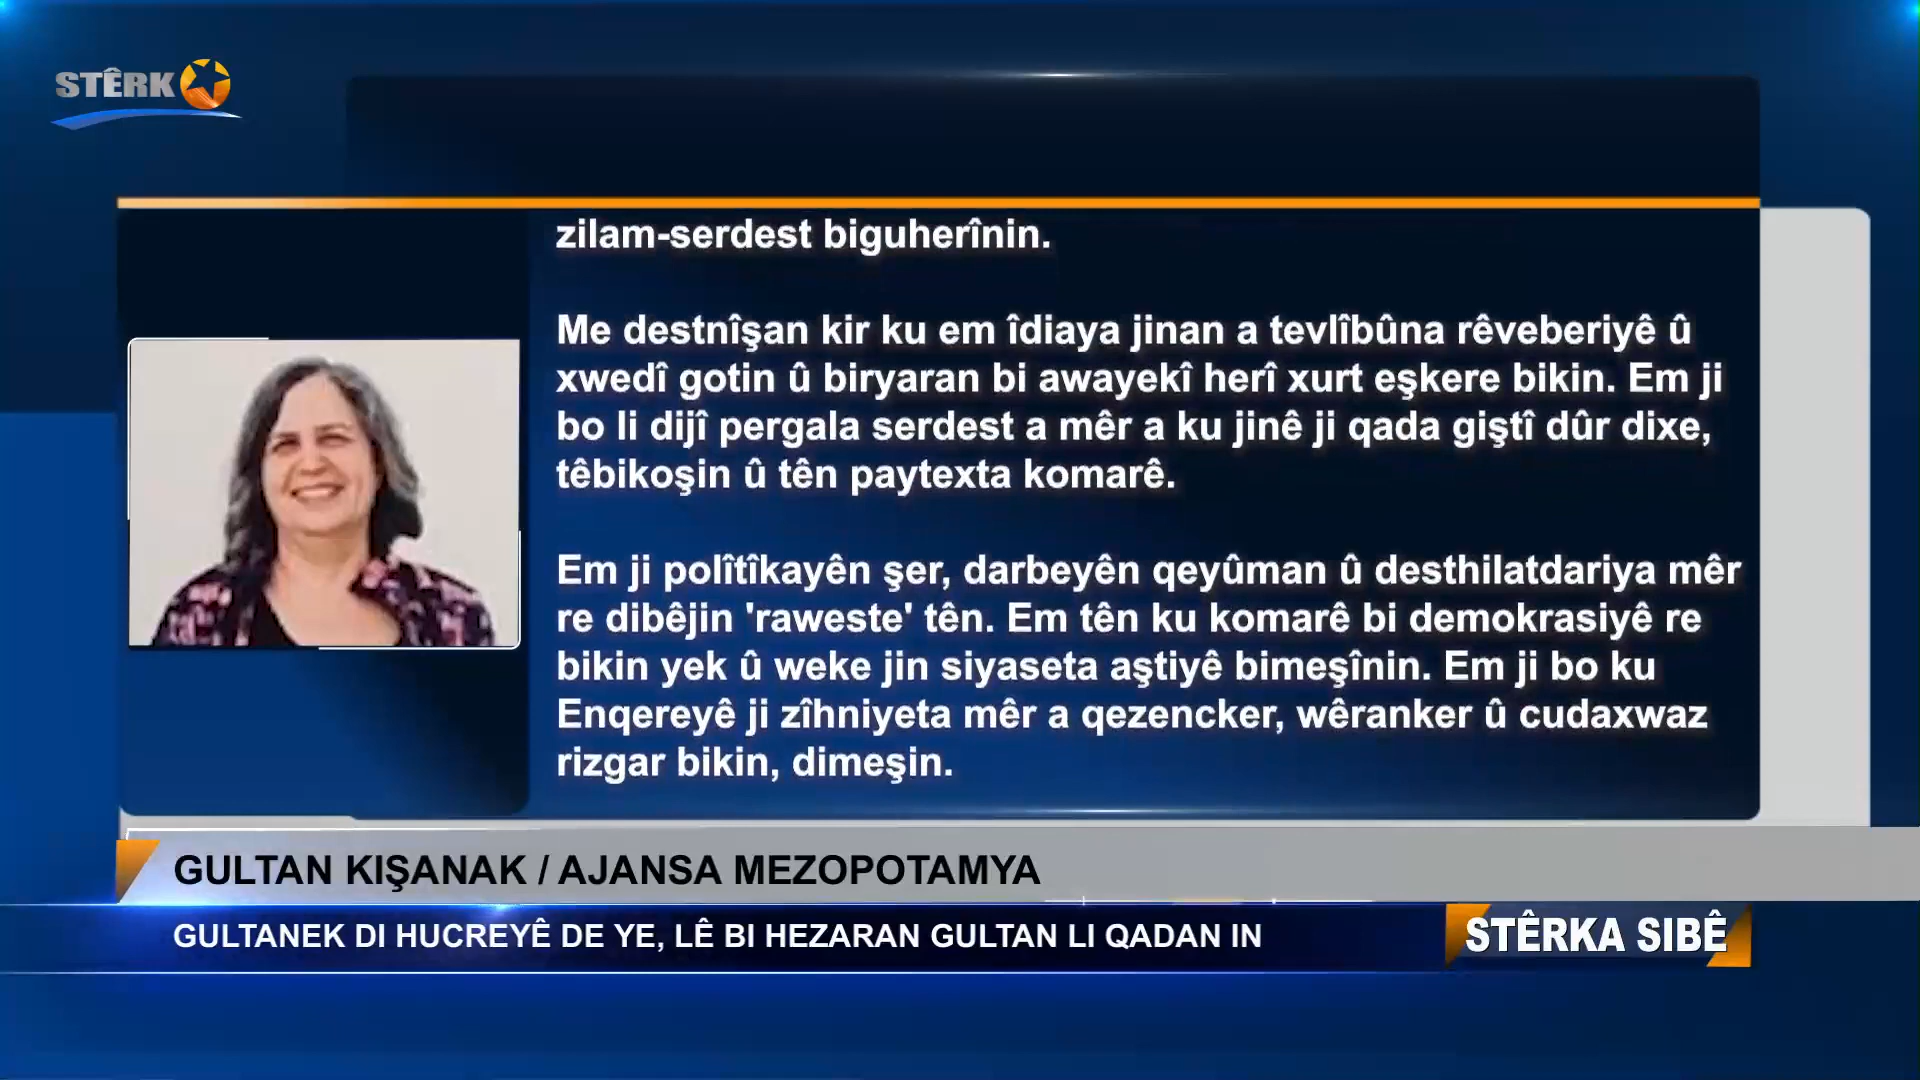 STÊRK
zilam-serdest biguherînin.
Me destnîşan kir ku em îdiaya jinan a tevlîbûna rêveberiyê û
xwedî gotin û biryaran bi awayekî herî xurt eşkere bikin. Em ji
bo li dijî pergala serdest a mêr a ku jinê ji qada giştî dûr dixe,
têbikoşin û tên paytexta komarê.
Em ji polîtîkayên şer, darbeyên qeyûman û desthilatdariya mêr
re dibêjin 'raweste' tên. Em tên ku komarê bi demokrasiyê re
bikin yek û weke jin siyaseta aştiyê bimeşînin. Em ji bo ku
Enqereyê ji zîhniyeta mêr a qezencker, wêranker û cudaxwaz
rizgar bikin, dimeşin.
GULTAN KIŞANAK / AJANSA MEZOPOTAMYA
GULTANEK DI HUCREYÊ DE YE, LÊ BI HEZARAN GULTAN LI QADAN IN
STÊRKA SIBÊ